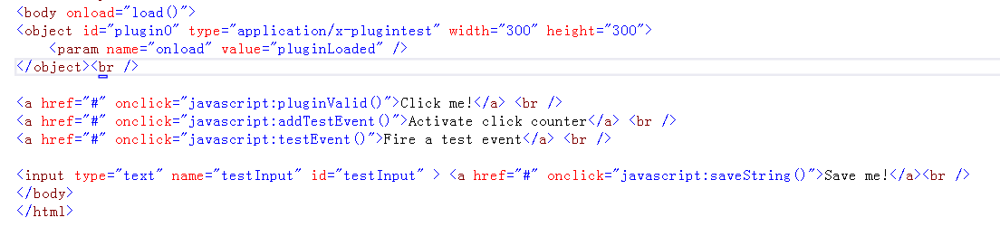 <body onload="load()">
<object id="plugin0" type="application/x-plugintest" width="300" height="300">
    <param name="onload" value="pluginLoaded" />
</object><br />
<a href="#" onclick="javascript:pluginValid()">Click me!</a> <br />
<a href="#" onclick="javascript:addTestEvent()">Activate click counter</a> <br />
<a href="#" onclick="javascript:testEvent()">Fire a test event</a> <br />
<input type="text" name="testInput" id="testInput" > <a href="#" onclick="javascript:saveString()">Save me!</a><br />
</body>
</html>